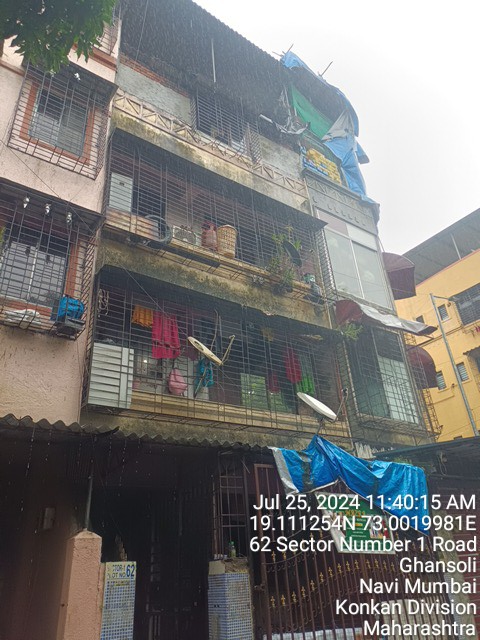 62
Jul 25, 2024 11:40:15 AM
19.111254N 73.0019981E
62 Sector Number 1 Road
Ghansoli
Navi Mumbai
Konkan Division
Maharashtra